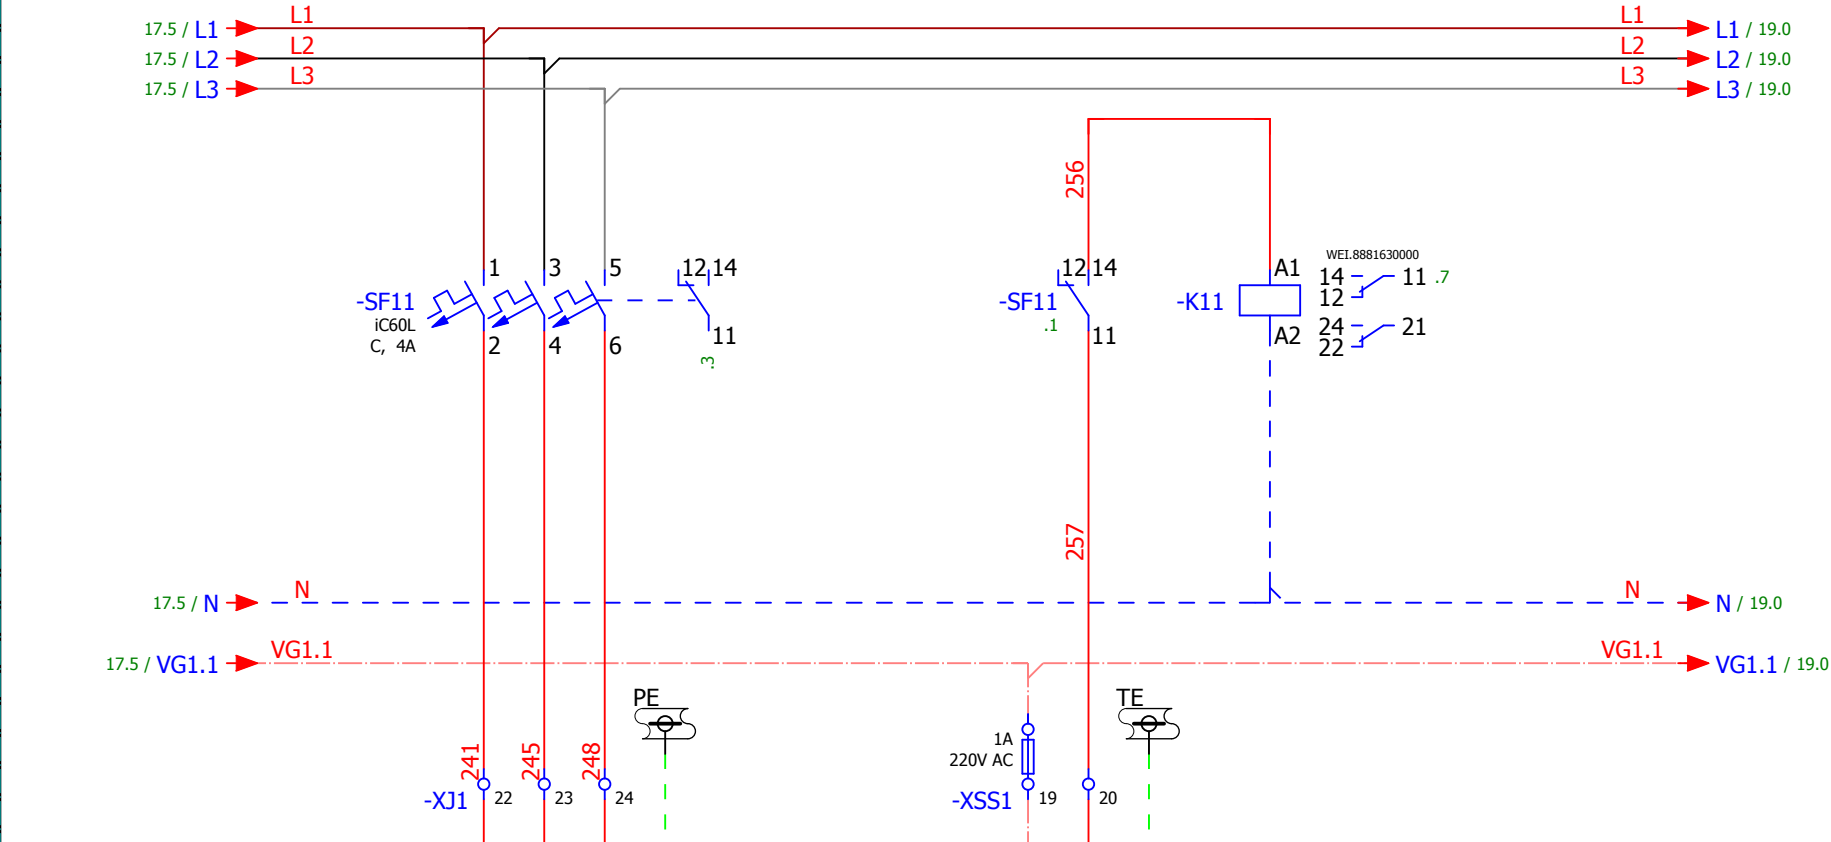 L1 L1
17.5 / L1 L1 / 19.0
L2 L2
17.5 / L2 L2 / 19.0
L3 L3
17.5 / L3 L3 / 19.0
256
WEI.8881630000
1 3 5 12 14 12 14 A1 14 11 .7
-SF11 -SF11 -K11 12
iC60L .1 24 21
C, 4A 2 4 6 11 11 A2 22
.3
257
N N
17.5 / N N / 19.0
VG1.1 VG1.1
17.5 / VG1.1 VG1.1 / 19.0
PE TE
1A
241 245 248 220V AC
-XJ1 22 23 24 -XSS1 19 20